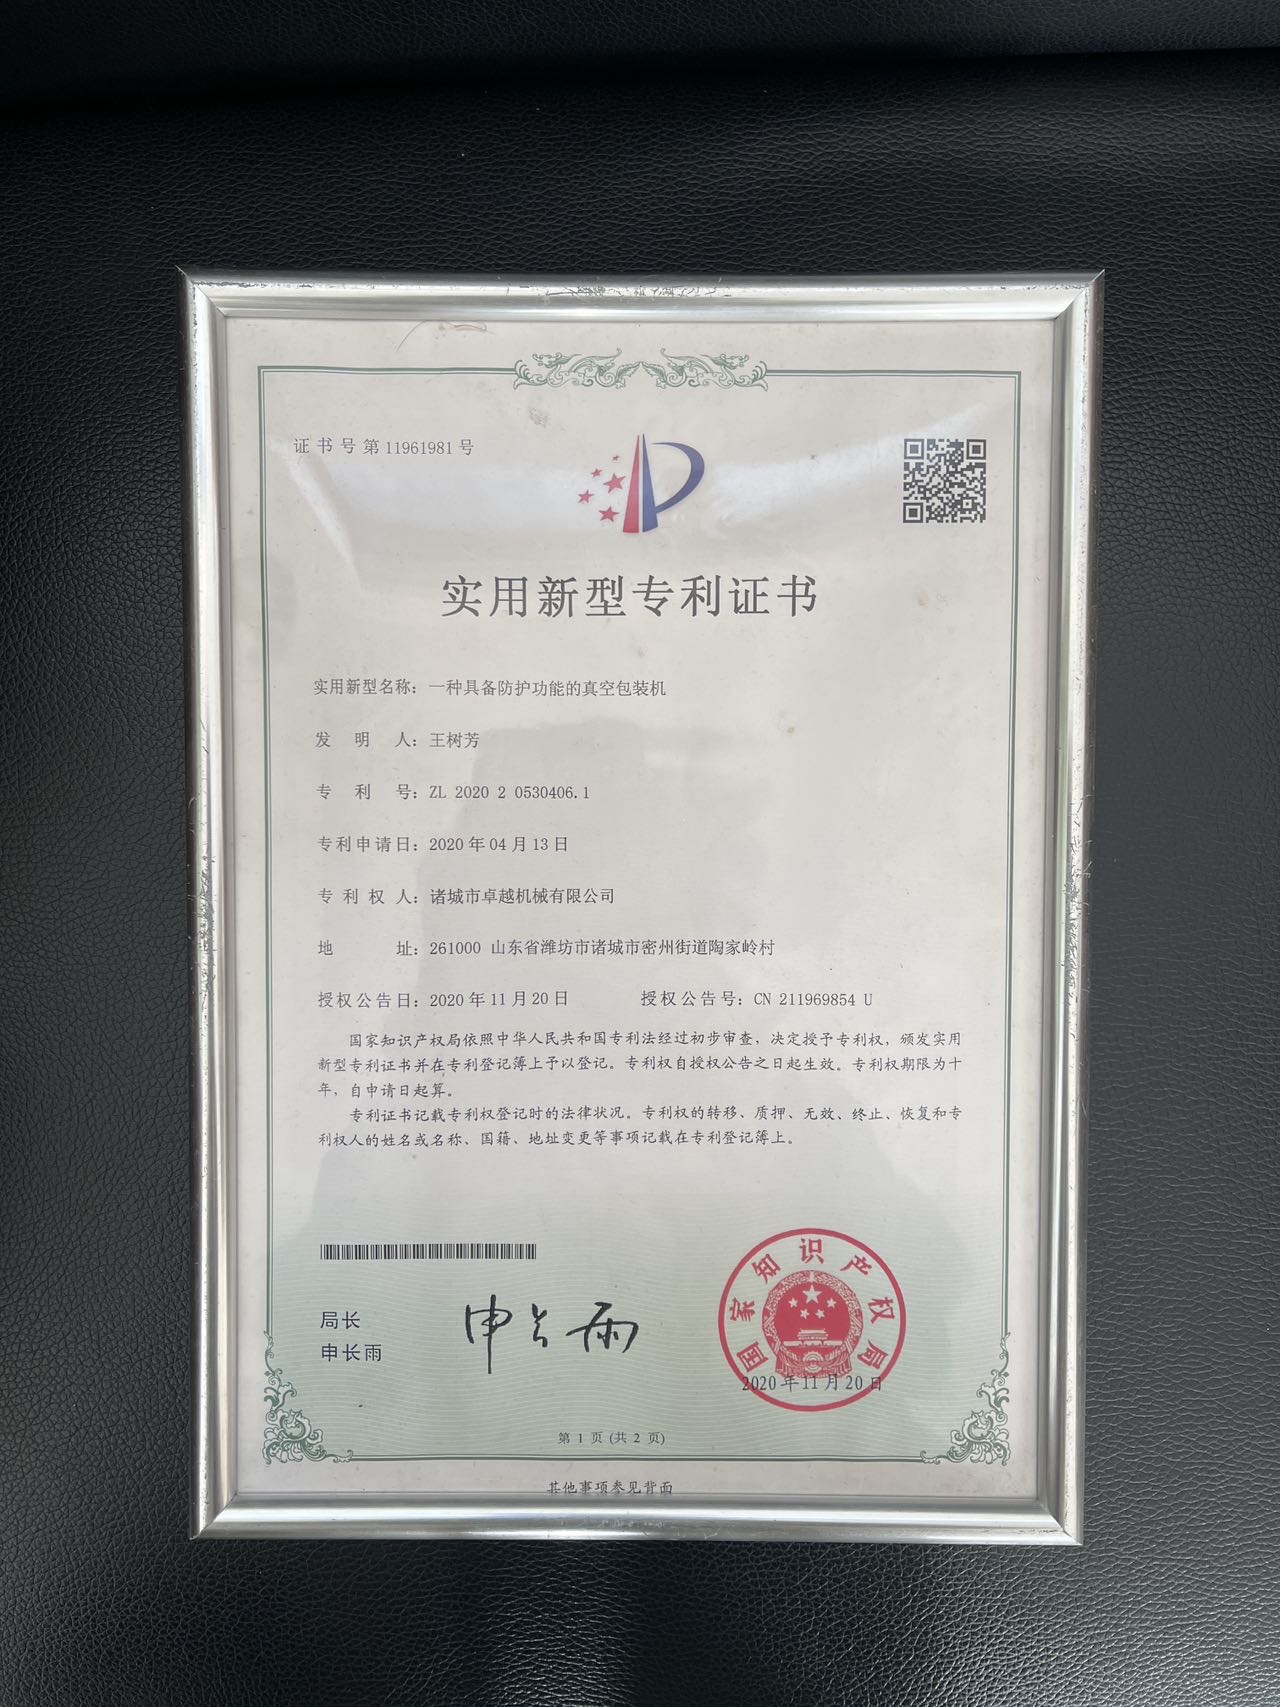 证书号第11961981号
实用新型专利证书
实用新型名称：一种具备防护功能的真空包装机
发明人：王树芳
专利号：ZL 2020 2 0530406.1
专利申请日：2020年04月13日
专利权人：诸城市卓越机械有限公司
地址：261000 山东省潍坊市诸城市密州街道陶家岭村
授权公告日：2020年11月20日 授权公告号：CN 211969854 U
国家知识产权局依照中华人民共和国专利法经过初步审查，决定授予专利权，颁发实用
新型专利证书并在专利登记簿上予以登记。专利权自授权公告之日起生效。专利权期限为十
年，自申请日起算。
专利证书记载专利权登记时的法律状况。专利权的转移、质押、无效、终止、恢复和专
利权人的姓名或名称、国籍、地址变更等事项记载在专利登记簿上。
局长
申长雨
申长雨
国家知识产权局
2020年11月20日
第 1 页 (共 2 页)
其他事项参见背面